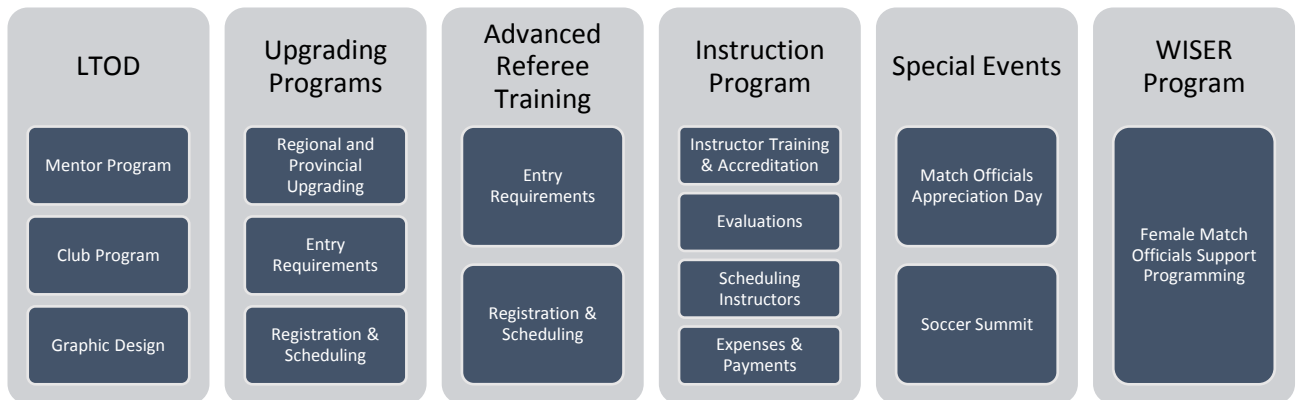 LTOD
Mentor Program
Club Program
Graphic Design
Upgrading
Programs
Regional and
Provincial
Upgrading
Entry
Requirements
Registration &
Scheduling
Advanced
Referee
Training
Entry
Requirements
Registration &
Scheduling
Instruction
Program
Instructor Training
& Accreditation
Evaluations
Scheduling
Instructors
Expenses &
Payments
Special Events
Match Officials
Appreciation Day
Soccer Summit
WISER
Program
Female Match
Officials Support
Programming